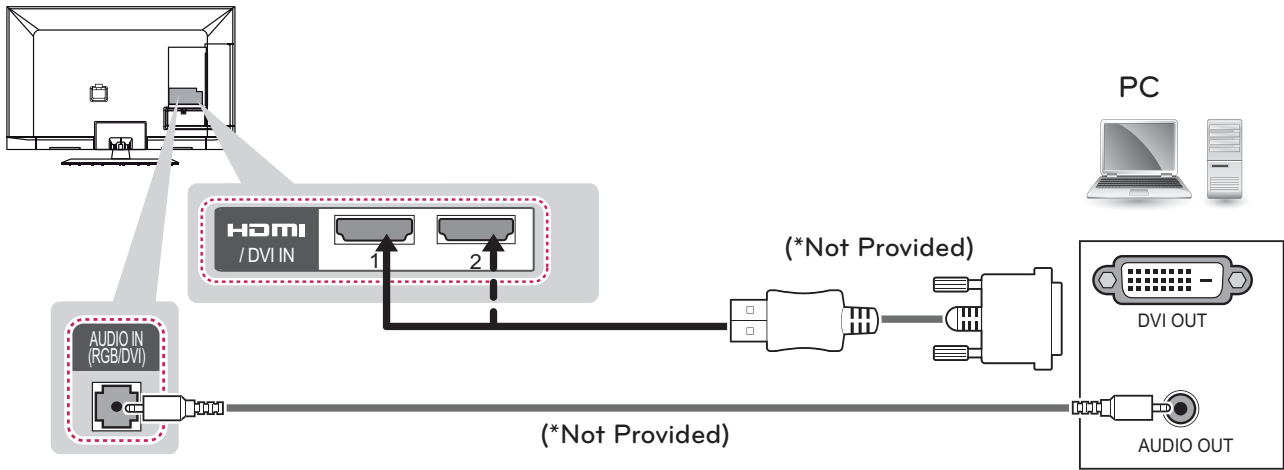 PC
HDMI
/ DVI IN
1
2
(*Not Provided)
DVI OUT
AUDIO IN
(RGB/DVI)
(*Not Provided)
AUDIO OUT